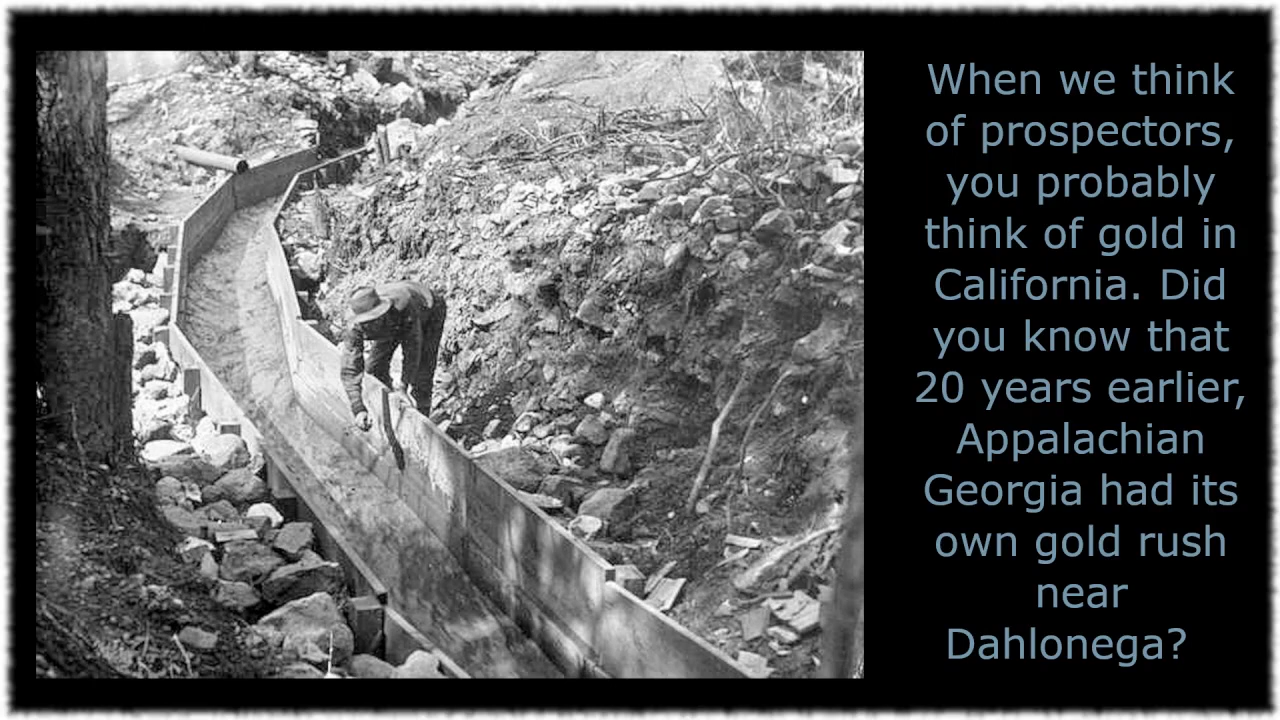 When we think
of prospectors,
you probably
think of gold in
California. Did
you know that
20 years earlier,
Appalachian
Georgia had its
own gold rush
near
Dahlonega?